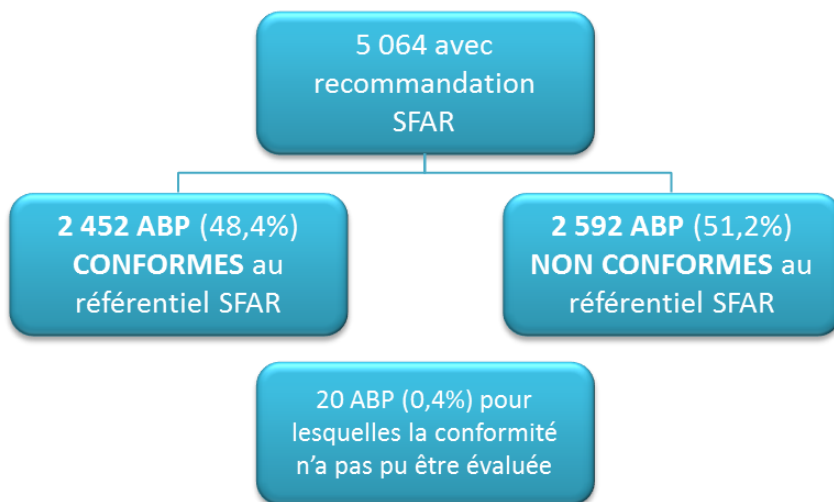 5 064 avec
recommandation
SFAR
2 452 ABP (48,4%)
CONFORMES au
référentiel SFAR
2 592 ABP (51,2%)
NON CONFORMES au
référentiel SFAR
20 ABP (0,4%) pour
lesquelles la conformité
n'a pas pu être évaluée